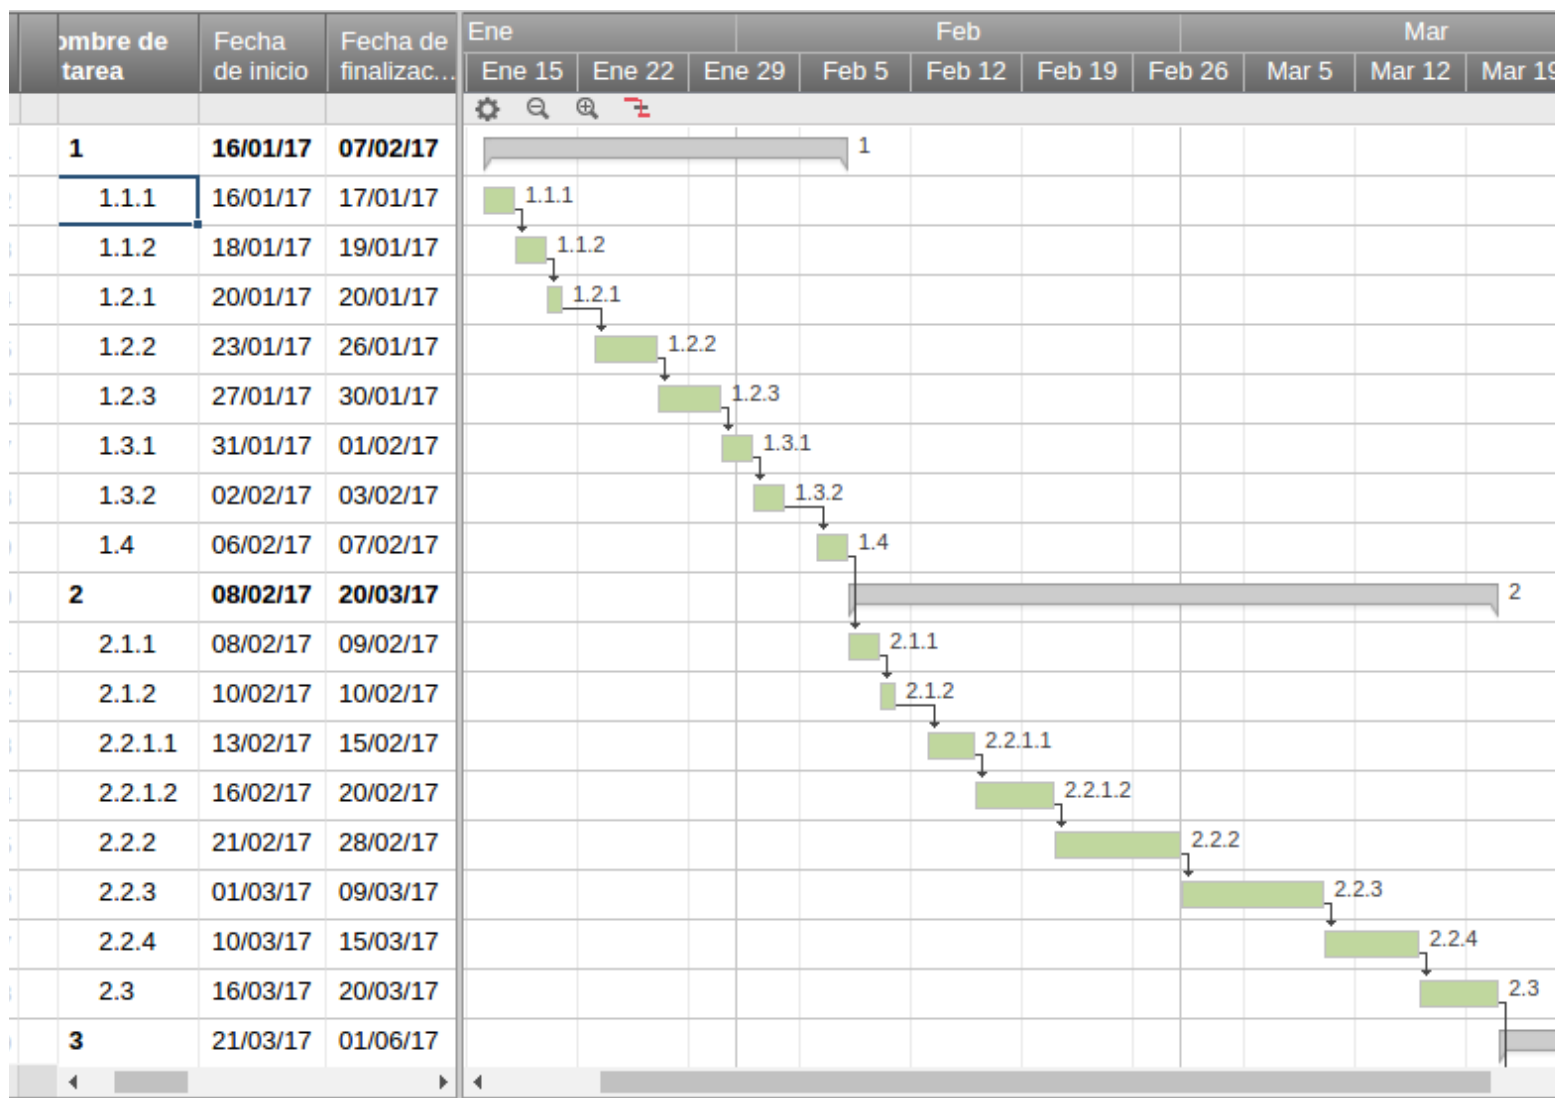 ombre de tarea Fecha de inicio Fecha de finalizac...
Ene Feb Mar
Ene 15 Ene 22 Ene 29 Feb 5 Feb 12 Feb 19 Feb 26 Mar 5 Mar 12 Mar 19
1 16/01/17 07/02/17 1
1.1.1 16/01/17 17/01/17 1.1.1
1.1.2 18/01/17 19/01/17 1.1.2
1.2.1 20/01/17 20/01/17 1.2.1
1.2.2 23/01/17 26/01/17 1.2.2
1.2.3 27/01/17 30/01/17 1.2.3
1.3.1 31/01/17 01/02/17 1.3.1
1.3.2 02/02/17 03/02/17 1.3.2
1.4 06/02/17 07/02/17 1.4
2 08/02/17 20/03/17 2
2.1.1 08/02/17 09/02/17 2.1.1
2.1.2 10/02/17 10/02/17 2.1.2
2.2.1.1 13/02/17 15/02/17 2.2.1.1
2.2.1.2 16/02/17 20/02/17 2.2.1.2
2.2.2 21/02/17 28/02/17 2.2.2
2.2.3 01/03/17 09/03/17 2.2.3
2.2.4 10/03/17 15/03/17 2.2.4
2.3 16/03/17 20/03/17 2.3
3 21/03/17 01/06/17